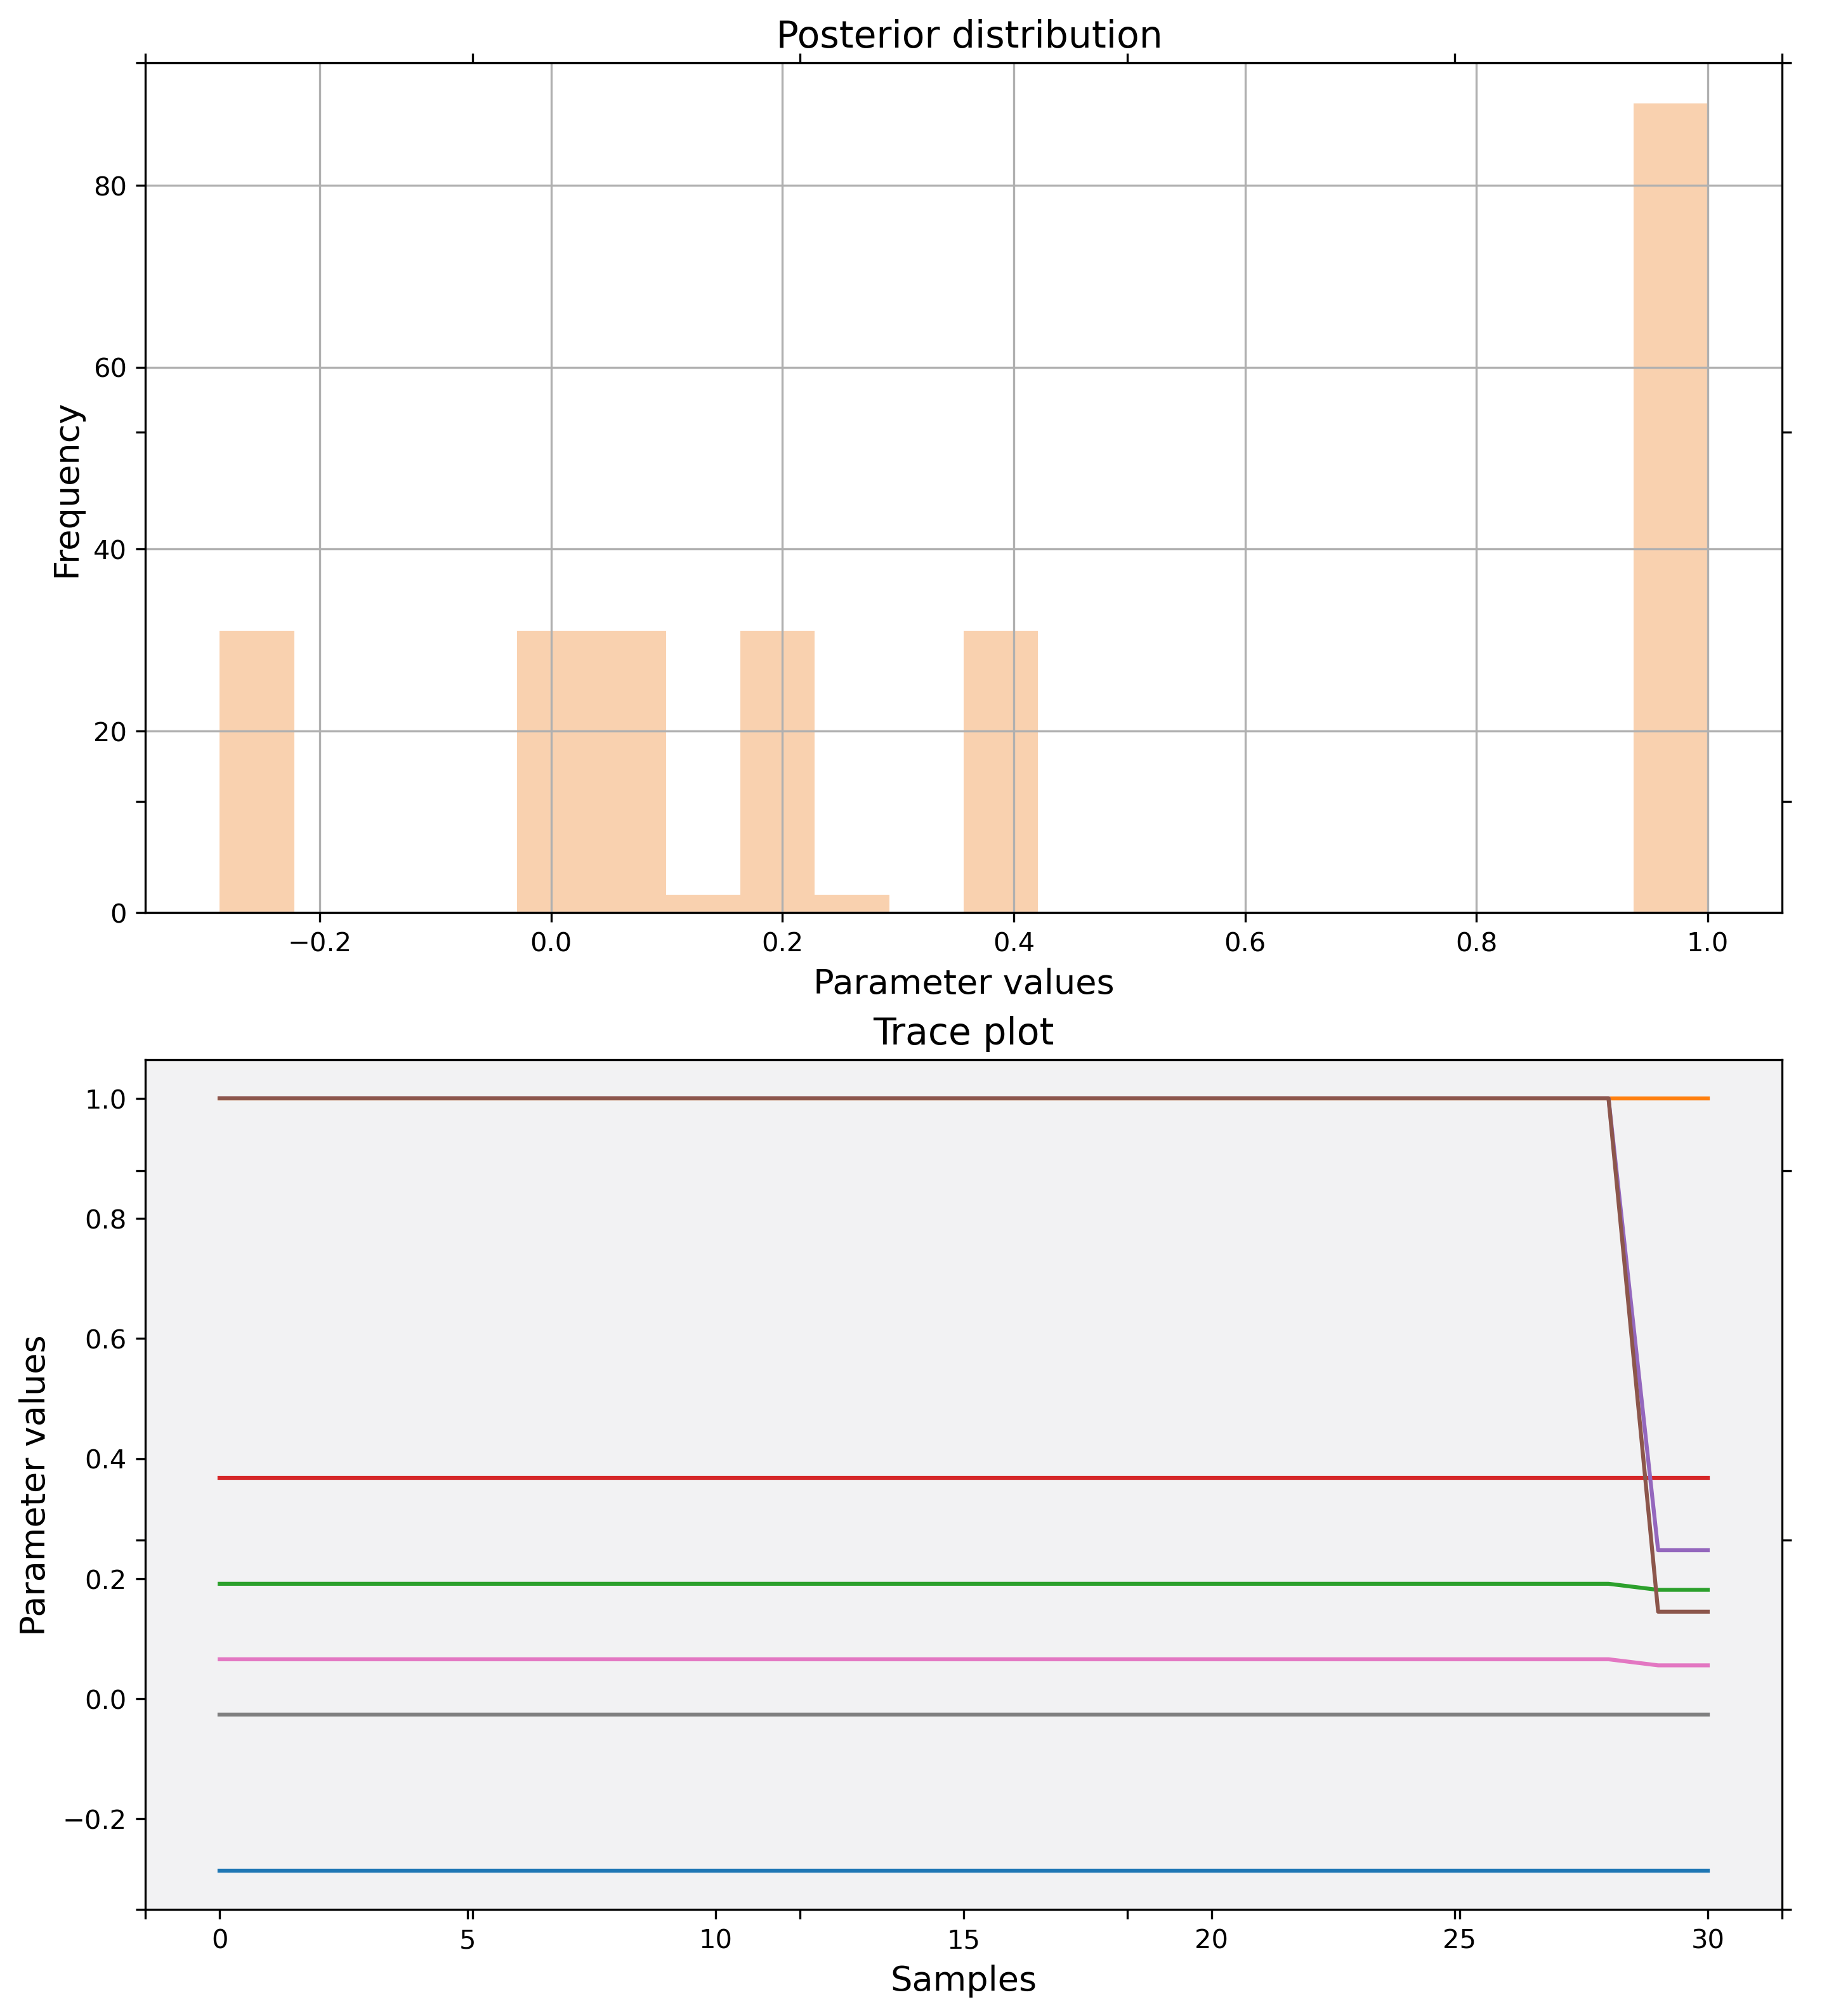 Posterior distribution
80
60
40
20
0
Frequency
−0.2 0.0 0.2 0.4 0.6 0.8 1.0
Parameter values
Trace plot
1.0
0.8
0.6
0.4
0.2
0.0
−0.2
Parameter values
0 5 10 15 20 25 30
Samples